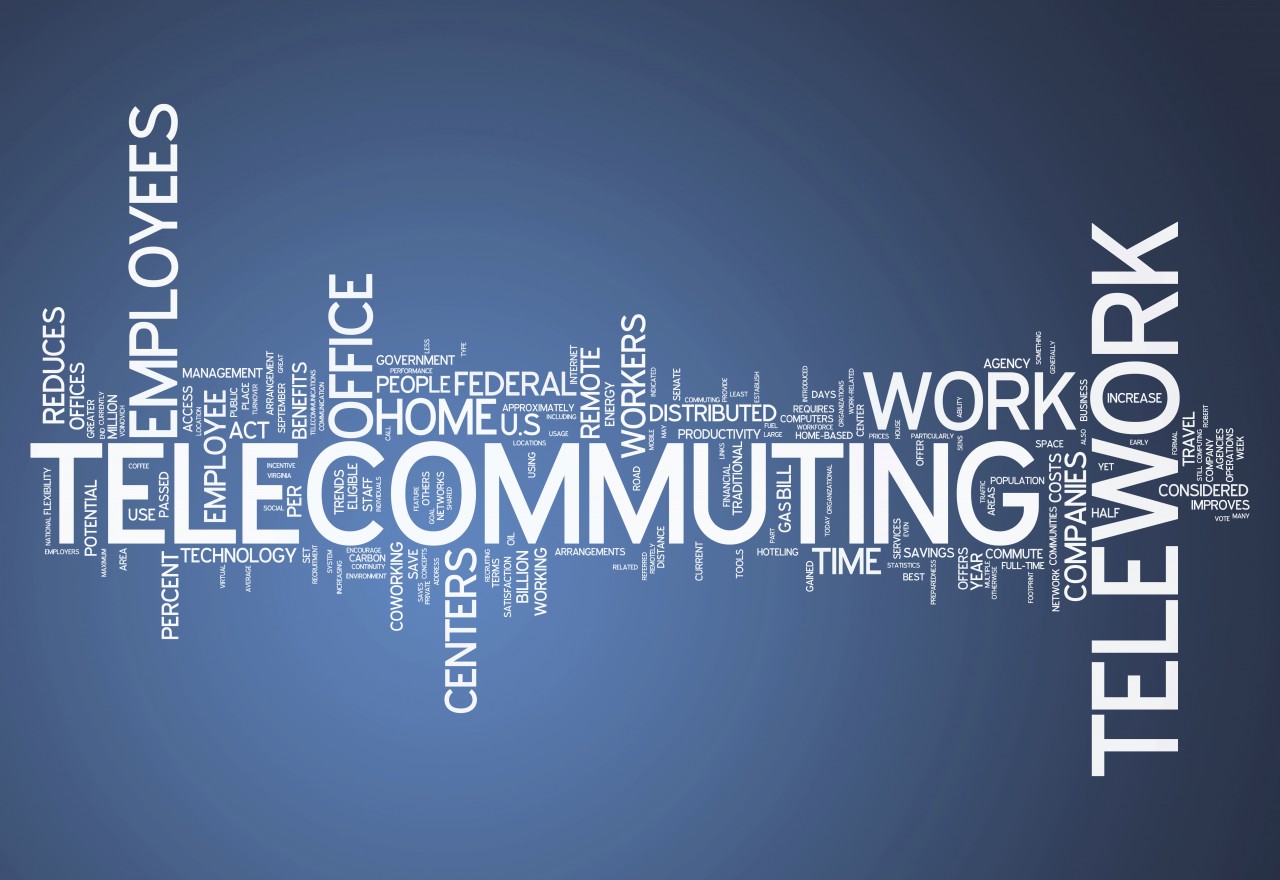 REDUCES
OFFICES
GREATER
END
CURRENTLY
MILLION
VORKOVICH
EMPLOYEES
MANAGEMENT
ACCESS
LOCATION
EMPLOYEE
PUBLIC
PLACE
TURNOVER
ACT
ARRANGEMENT
SEPTEMBER
GREAT
BENEFITS
TELECOMMUNICATIONS
COMMUNICATION
OFFICE
GOVERNMENT
LESS
TYPE
PERFORMANCE
PEOPLE
FEDERAL
CALL
HOME
APPROXIMATELY
U.S
INCLUDING
USAGE
LOCATIONS
INTERNET
REMOTE
ENERGY
WORKERS
INDICATED
SENATE
MOBILE
MAY
DISTRIBUTED
COMMUTING
PROVIDE
LEAST
ESTABLISH
PRODUCTIVITY
FUEL
LARGE
INTRODUCED
DAYS
REQUIRES
COMPUTERS
WORKFORCE
HOME-BASED
ORGANIZATIONS
WORK-RELATED
CENTER
WORK
PRICES
HOUSE
OFFER
PARTICULARLY
ABILITY
SENS
AGENCY
SOMETHING
GENERALLY
SPACE
ALSO
BUSINESS
TELECOMMUTING
NATIONAL
FLEXIBILITY
EMPLOYERS
POTENTIAL
MAXIMUM
AREA
COFFEE
USE
PASSED
PERCENT
TECHNOLOGY
VIRTUAL
AVERAGE
INCENTIVE
VIRGINIA
SOCIAL
PER
SET
RECRUITMENT
SYSTEM
INCREASING
TRENDS
ELIGIBLE
STAFF
INDIVIDUALS
ENCOURAGE
CARBON
CONTINUITY
ENVIRONMENT
COWORKING
SAVE
SAVES
PRIVATE
CONCEPTS
ADDRESS
FEATURE
OTHERS
GOAL
NETWORKS
SHARED
CENTERS
RECRUITING
TERMS
SATISFACTION
OIL
BILLION
WORKING
USING
ARRANGEMENTS
RELATED
ROAD
REFERRED
REMOTELY
DISTANCE
CURRENT
LINKS
FINANCIAL
TRADITIONAL
TOOLS
HOTELING
PART
GAS
BILL
TODAY
ORGANIZATIONAL
GAINED
TIME
SERVICES
EVEN
STATISTICS
BEST
SAVINGS
PREPAREDNESS
OFFERS
YEAR
MULTIPLE
OTHERWISE
COMMUTE
FULL-TIME
FOOTPRINT
TRAFFIC
AREAS
POPULATION
COSTS
COMMUNITIES
NETWORK
COMPANIES
TELEWORK
INCREASE
EARLY
YET
HALF
FORMAL
TRAVEL
STILL
COMPUTING
ROBERT
COMPANY
AGENCIES
OPERATIONS
WEEK
CONSIDERED
IMPROVES
VOTE
MANY